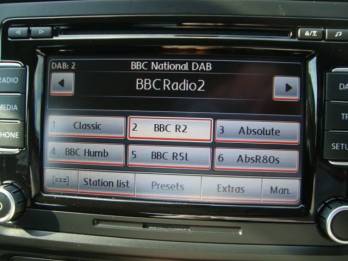 A.T.
DAB: 2 BBC National DAB
BBC Radio2
RADIO
MEDIA
PHONE
1 Classic 2 BBC R2 3 Absolute
4 BBC Humb 5 BBC R5L 6 AbsR80s
Station list Presets Extras Man.
SETU